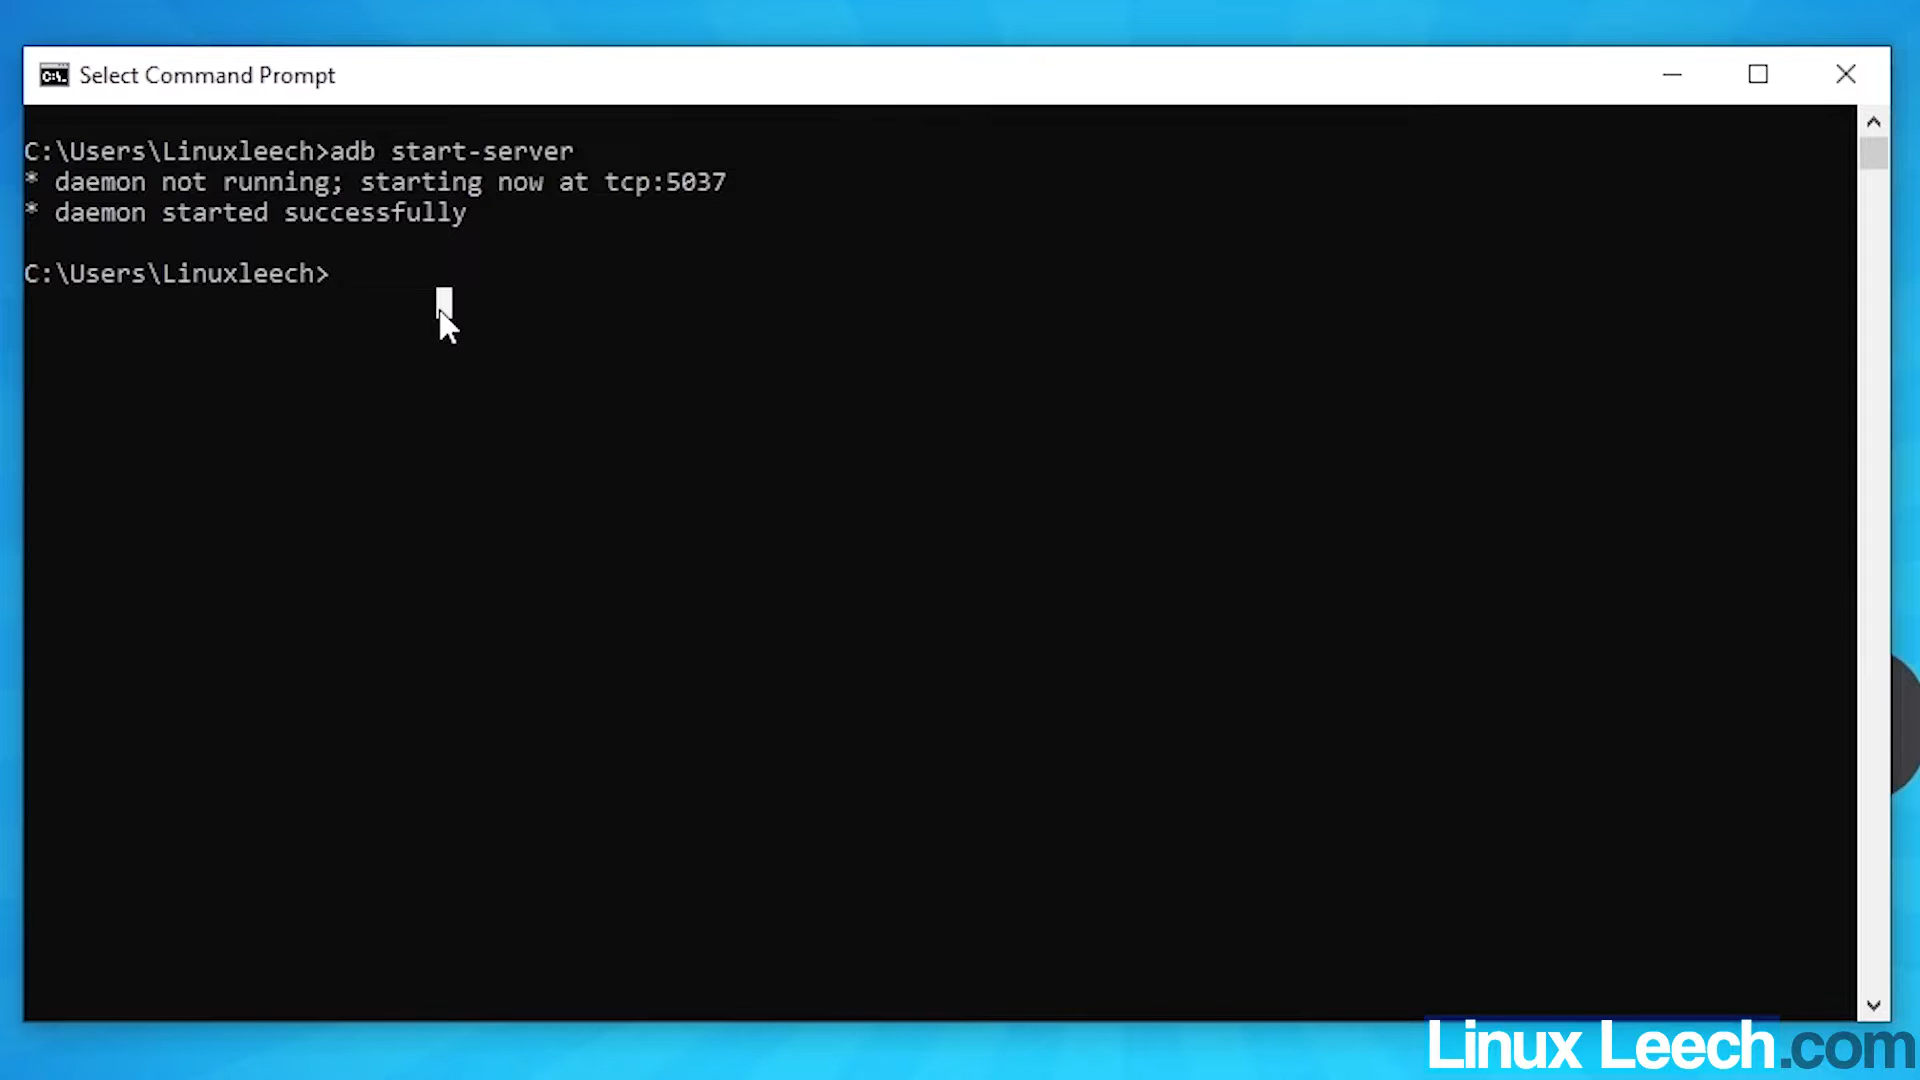 Select Command Prompt
C:\Users\Linuxleech>adb start-server
* daemon not running; starting now at tcp:5037
* daemon started successfully
C:\Users\Linuxleech>
Linux Leech.com